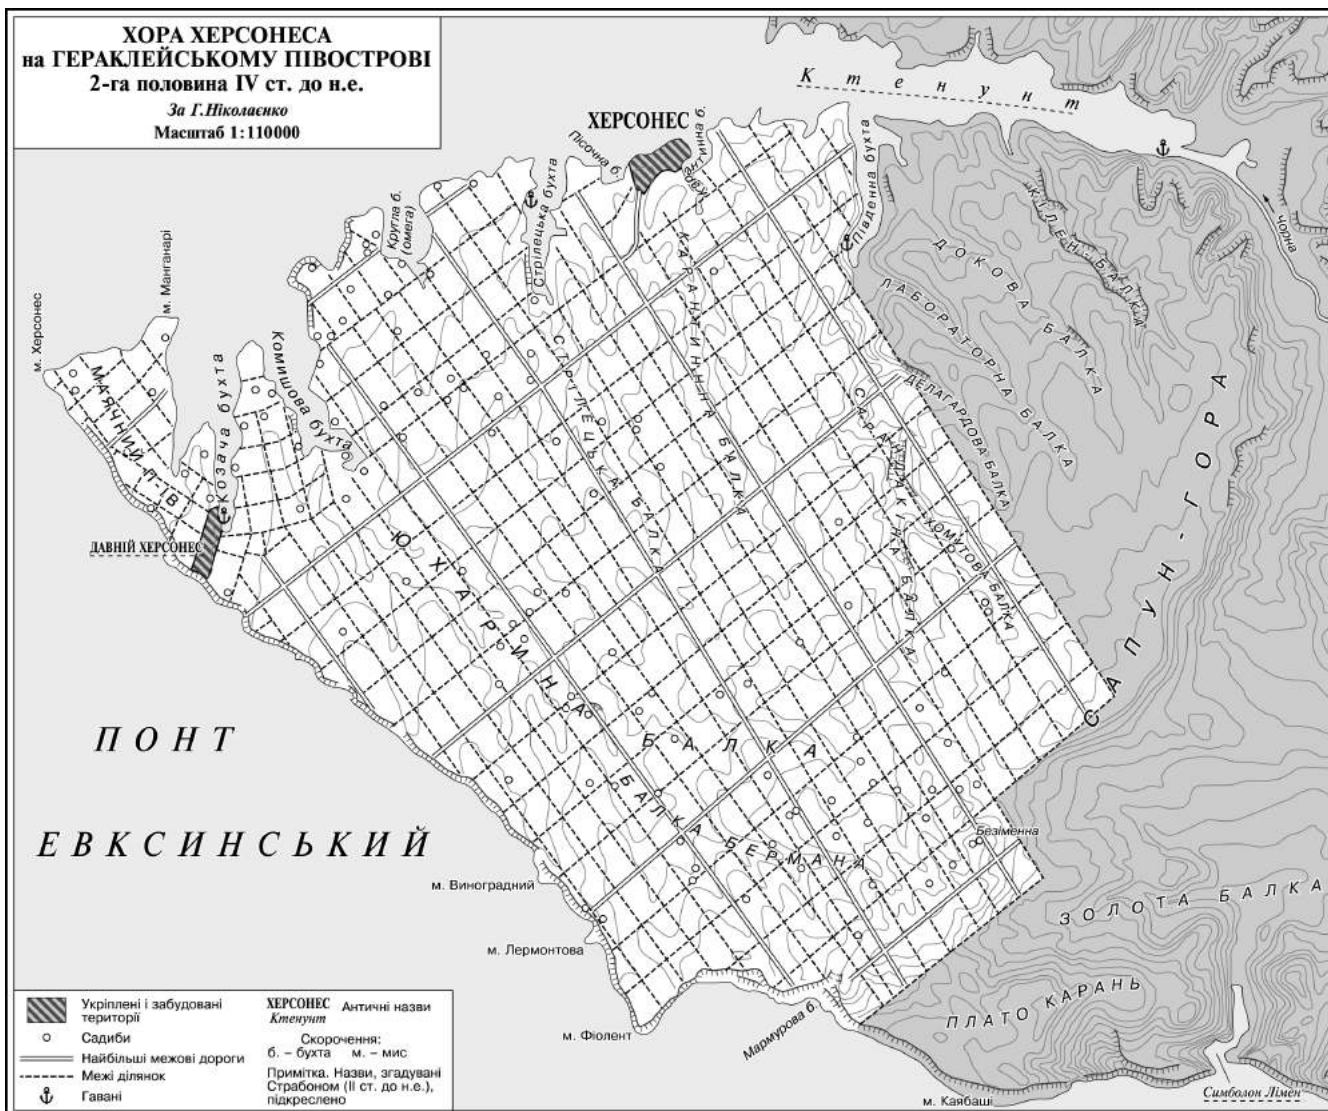 ХОРА ХЕРСОНЕСА
на ГЕРАКЛЕЙСЬКОМУ ПІВОСТРОВІ
2-га половина IV ст. до н.е.
За Г.Ніколаєнко
Масштаб 1:110000
Ктенунт
ХЕРСОНЕС
Пісочна б.
Карантинна б.
Південна бухта
Стрілецька бухта
Кругла б.
(омега)
м. Манганарі
м. Херсонес
Комишова бухта
Козача бухта
МАЯЧНИЙ П-ІВ
ДАВНІЙ ХЕРСОНЕС
Чорна
КІЛЕН-БАЛКА
ДОКОВА БАЛКА
ЛАБОРАТОРНА БАЛКА
ДЕЛАГАРДОВА БАЛКА
КАРАНТИННА БАЛКА
СТРІЛЕЦЬКА БАЛКА
ХОМУТОВА БАЛКА
САПУН-ГОРА
ЮХАРИНА БАЛКА
БАЛКА БЕРМАНА
Безіменна
ПОНТ
ЕВКСИНСЬКИЙ
м. Виноградний
м. Лермонтова
м. Фіолент
Мармурова б.
ЗОЛОТА БАЛКА
ПЛАТО КАРАНЬ
м. Каябаші
Символон Лімен
Укріплені і забудовані
території
Садиби
Найбільші межові дороги
Межі ділянок
Гавані
ХЕРСОНЕС
Ктенунт
Античні назви
Скорочення:
б. – бухта м. – мис
Примітка. Назви, згадувані
Страбоном (II ст. до н.е.),
підкреслено